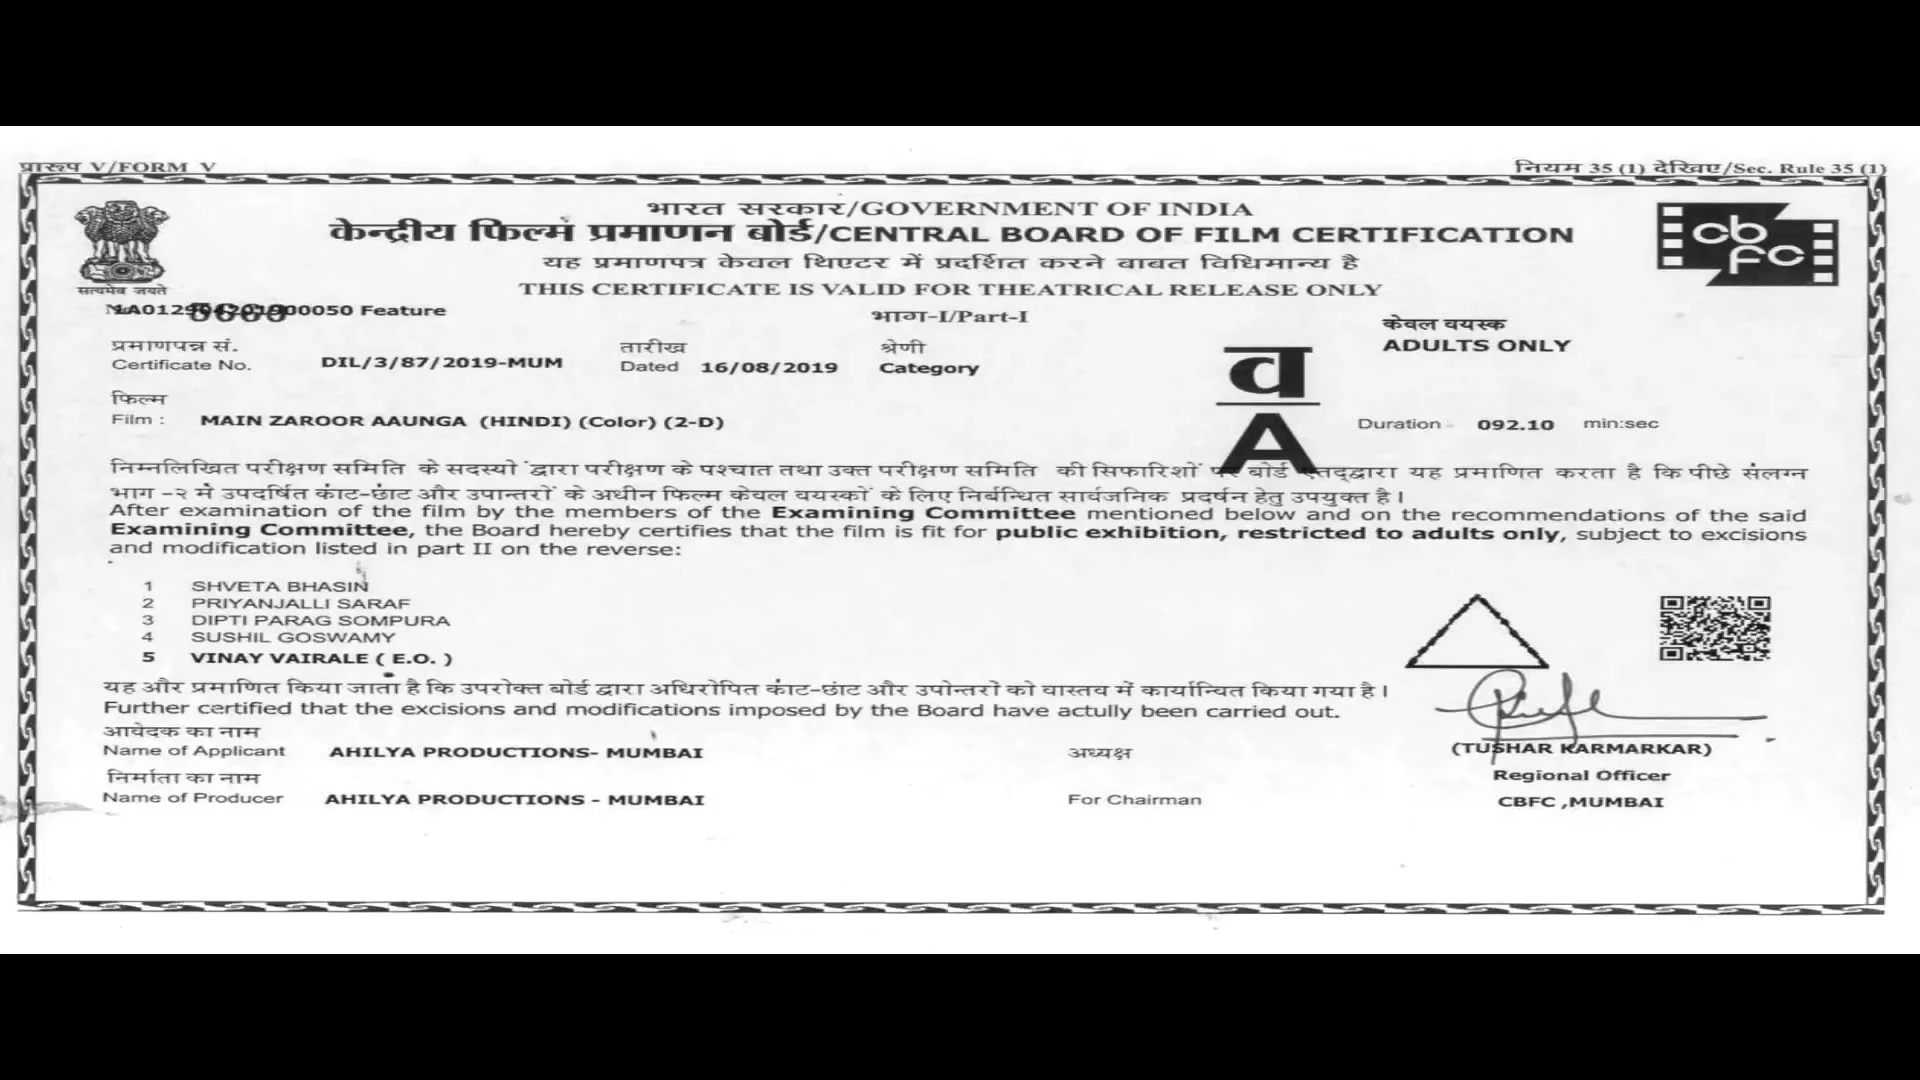 प्रारूप V/FORM V
नियम 35 (1) देखिए/Sec. Rule 35 (1)
भारत सरकार/GOVERNMENT OF INDIA
केन्द्रीय फिल्म प्रमाणन बोर्ड/CENTRAL BOARD OF FILM CERTIFICATION
cbfc
यह प्रमाणपत्र केवल थिएटर में प्रदर्शित करने बाबत विधिमान्य है
सत्यमेव जयते
THIS CERTIFICATE IS VALID FOR THEATRICAL RELEASE ONLY
Feature
भाग-I/Part-I
केवल वयस्क
ADULTS ONLY
प्रमाणपत्र सं.
Certificate No. DIL/3/87/2019-MUM
तारीख
Dated 16/08/2019
श्रेणी
Category
व
A
फिल्म
Film : MAIN ZAROOR AAUNGA (HINDI) (Color) (2-D)
Duration 092.10 min:sec
निम्नलिखित परीक्षण समिति के सदस्यों द्वारा परीक्षण के पश्चात तथा उक्त परीक्षण समिति की सिफारिशों पर बोर्ड एतद्द्वारा यह प्रमाणित करता है कि पीछे संलग्न
भाग -२ में उपदर्षित कांट-छांट और उपान्तरों के अधीन फिल्म केवल वयस्कों के लिए निर्बन्धित सार्वजनिक प्रदर्षन हेतु उपयुक्त है।
After examination of the film by the members of the Examining Committee mentioned below and on the recommendations of the said
Examining Committee, the Board hereby certifies that the film is fit for public exhibition, restricted to adults only, subject to excisions
and modification listed in part II on the reverse:
1 SHVETA BHASIN
2 PRIYANJALLI SARAF
3 DIPTI PARAG SOMPURA
4 SUSHIL GOSWAMY
5 VINAY VAIRALE ( E.O. )
यह और प्रमाणित किया जाता है कि उपरोक्त बोर्ड द्वारा अधिरोपित कांट-छांट और उपोन्तरों को वास्तव में कार्यान्वित किया गया है।
Further certified that the excisions and modifications imposed by the Board have actully been carried out.
आवेदक का नाम
Name of Applicant AHILYA PRODUCTIONS- MUMBAI
अध्यक्ष
(TUSHAR KARMARKAR)
Regional Officer
निर्माता का नाम
Name of Producer AHILYA PRODUCTIONS - MUMBAI
For Chairman
CBFC ,MUMBAI